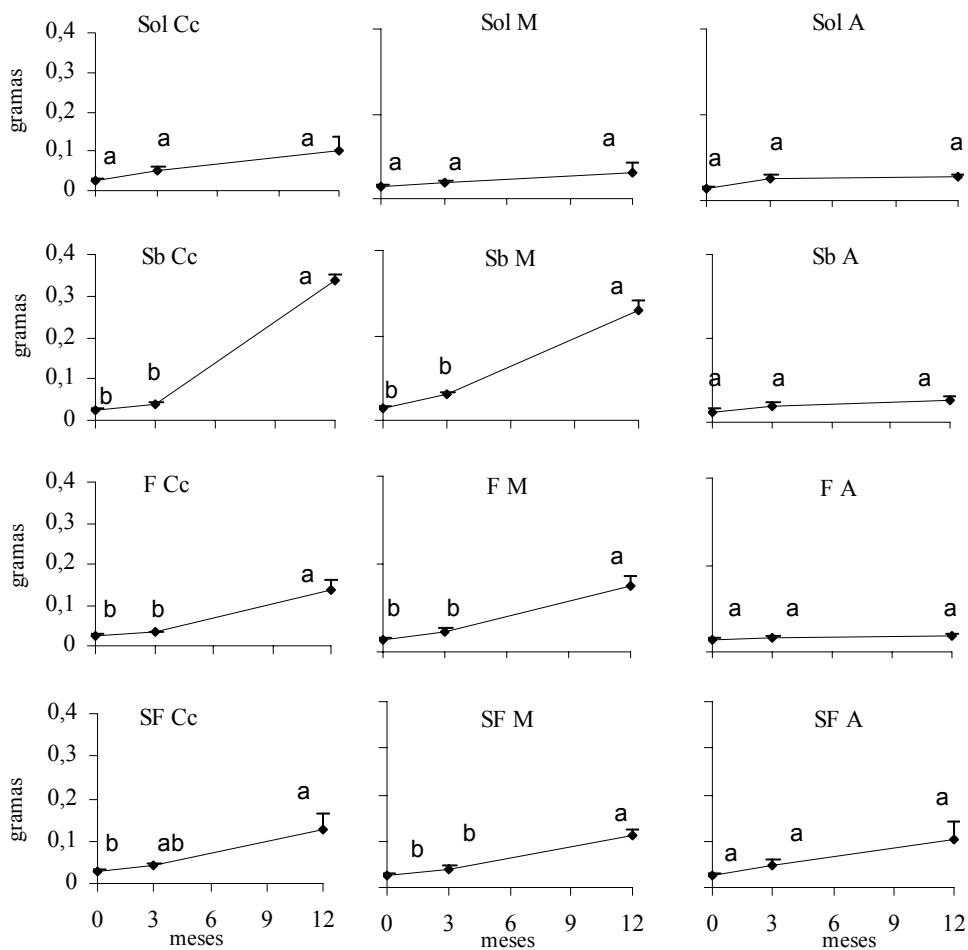 Sol Cc Sol M Sol A
0,4
0,3
0,2
0,1
0
gramas
a a a
a a a
a a a
Sb Cc Sb M Sb A
0,4
0,3
0,2
0,1
0
gramas
b b a
b b a
a a a
F Cc F M F A
0,4
0,3
0,2
0,1
0
gramas
b b a
b b a
a a a
SF Cc SF M SF A
0,4
0,3
0,2
0,1
0
gramas
b ab a
b b a
a a a
0 3 6 9 12 0 3 6 9 12 0 3 6 9 12
meses meses meses